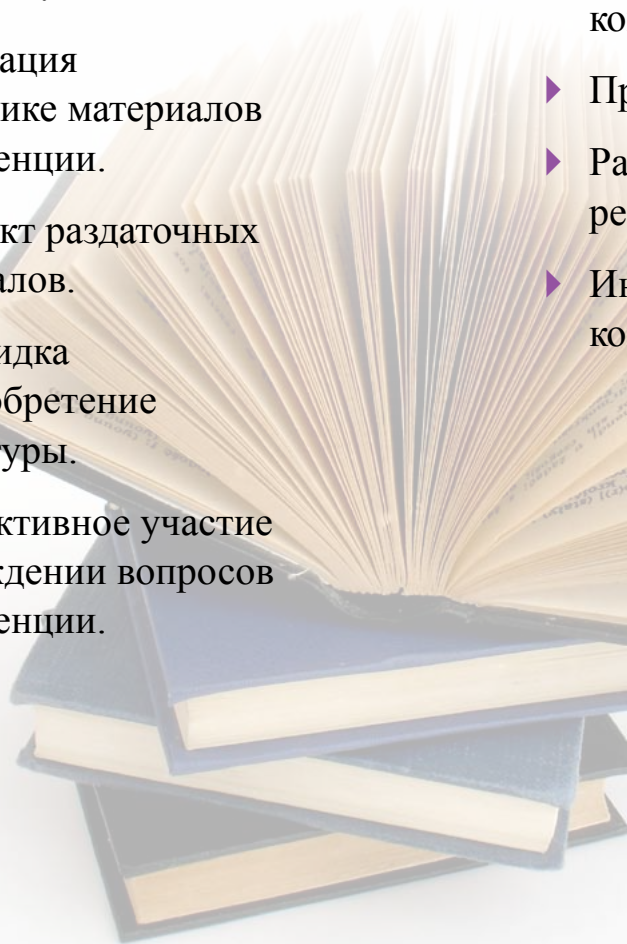 ация
ике материалов
енции.
кт раздаточных
алов.
идка
обретение
туры.
ктивное участие
ждении вопросов
енции.
ко
Пр
Ра
ре
Ин
ко